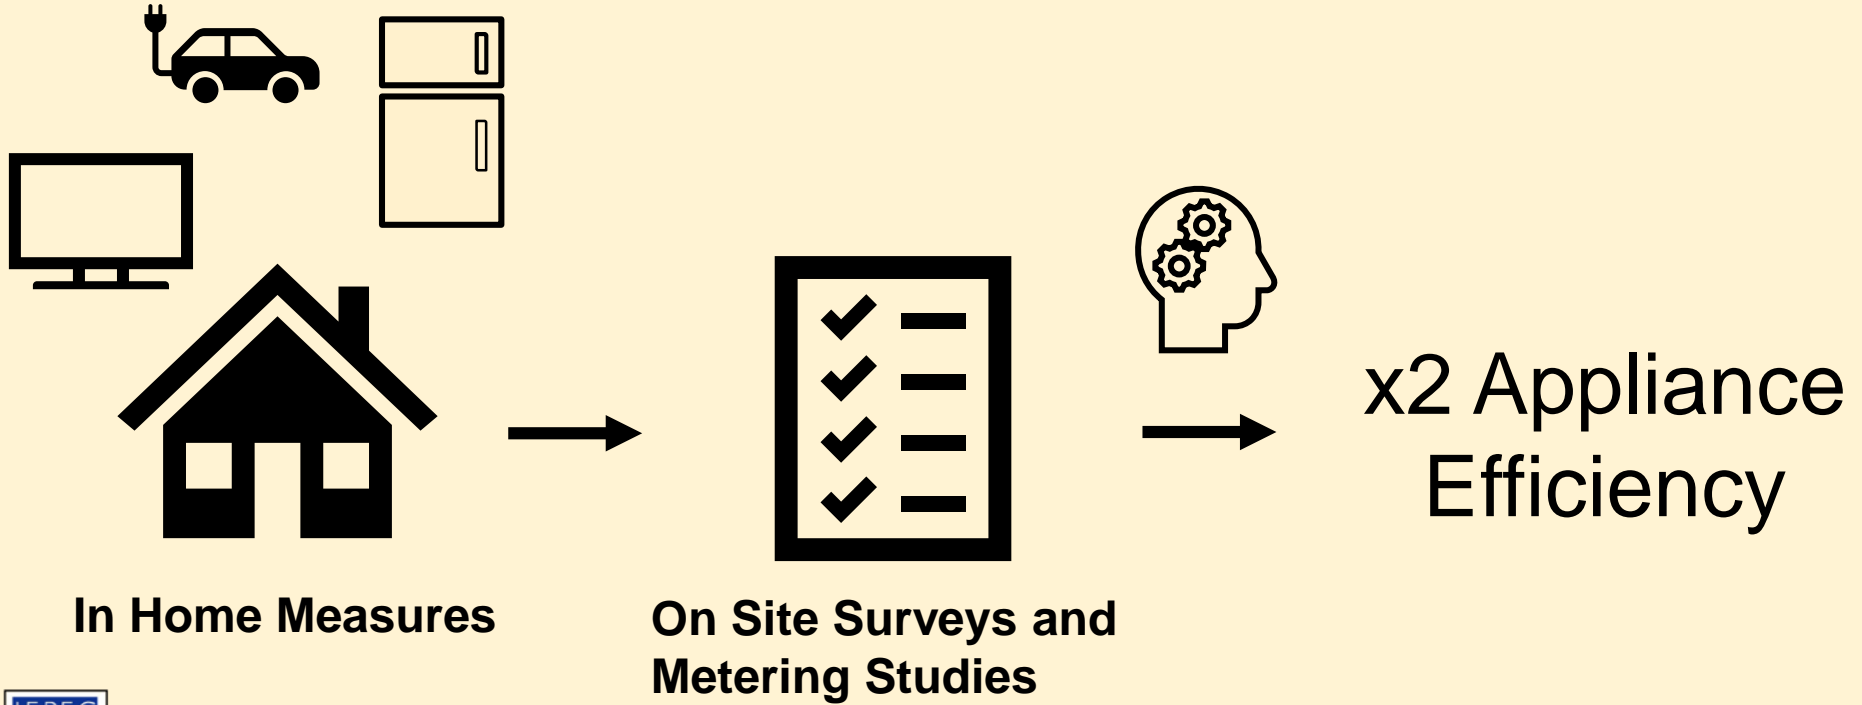 x2 Appliance
Efficiency
In Home Measures
On Site Surveys and
Metering Studies